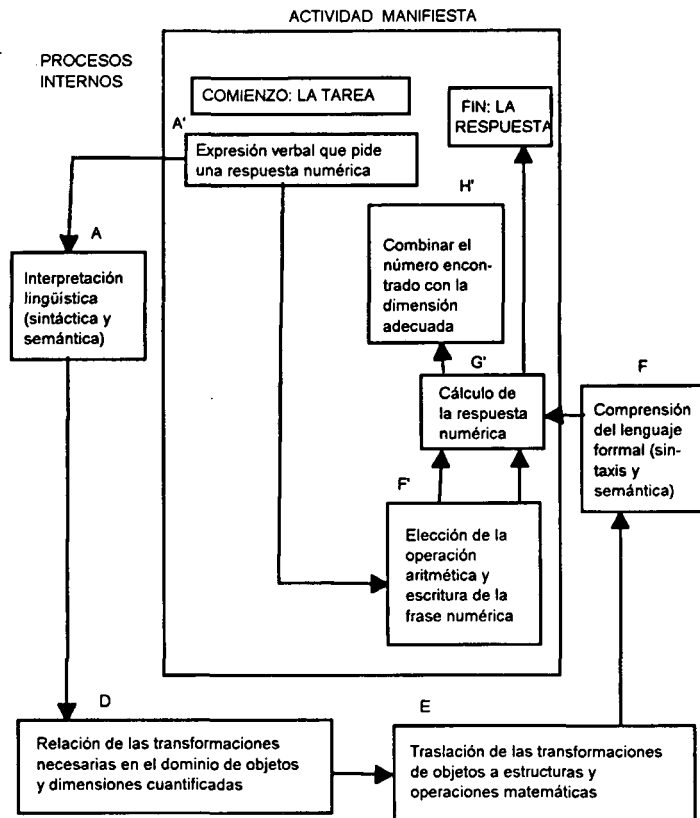 ACTIVIDAD MANIFIESTA
PROCESOS
INTERNOS
COMIENZO: LA TAREA
FIN: LA
RESPUESTA
A'
Expresión verbal que pide
una respuesta numérica
H'
Combinar el
número encon-
trado con la
dimensión
adecuada
A
Interpretación
lingüística
(sintáctica y
semántica)
G'
Cálculo de
la respuesta
numérica
F
Comprensión
del lenguaje
forrmal (sin-
taxis y
semántica)
F'
Elección de la
operación
aritmética y
escritura de la
frase numérica
D
Relación de las transformaciones
necesarias en el dominio de objetos
y dimensiones cuantificadas
E
Traslación de las transformaciones
de objetos a estructuras y
operaciones matemáticas